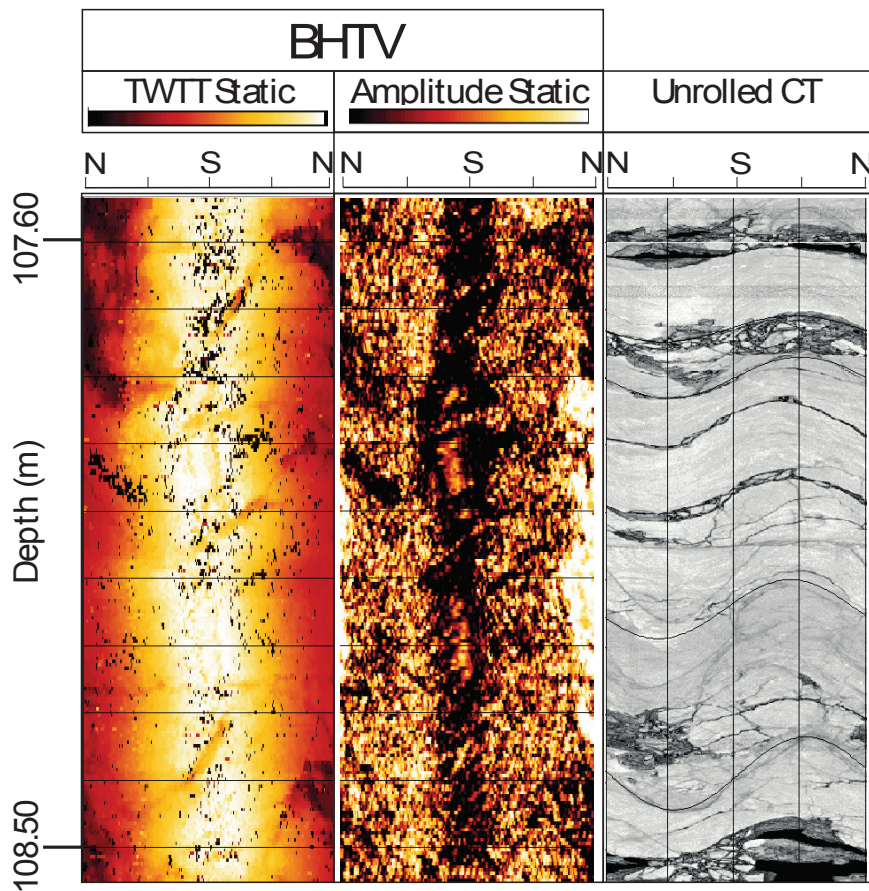 BHTV
TWTT Static
Amplitude Static
Unrolled CT
N S N
N S N
N S N
107.60
Depth (m)
108.50